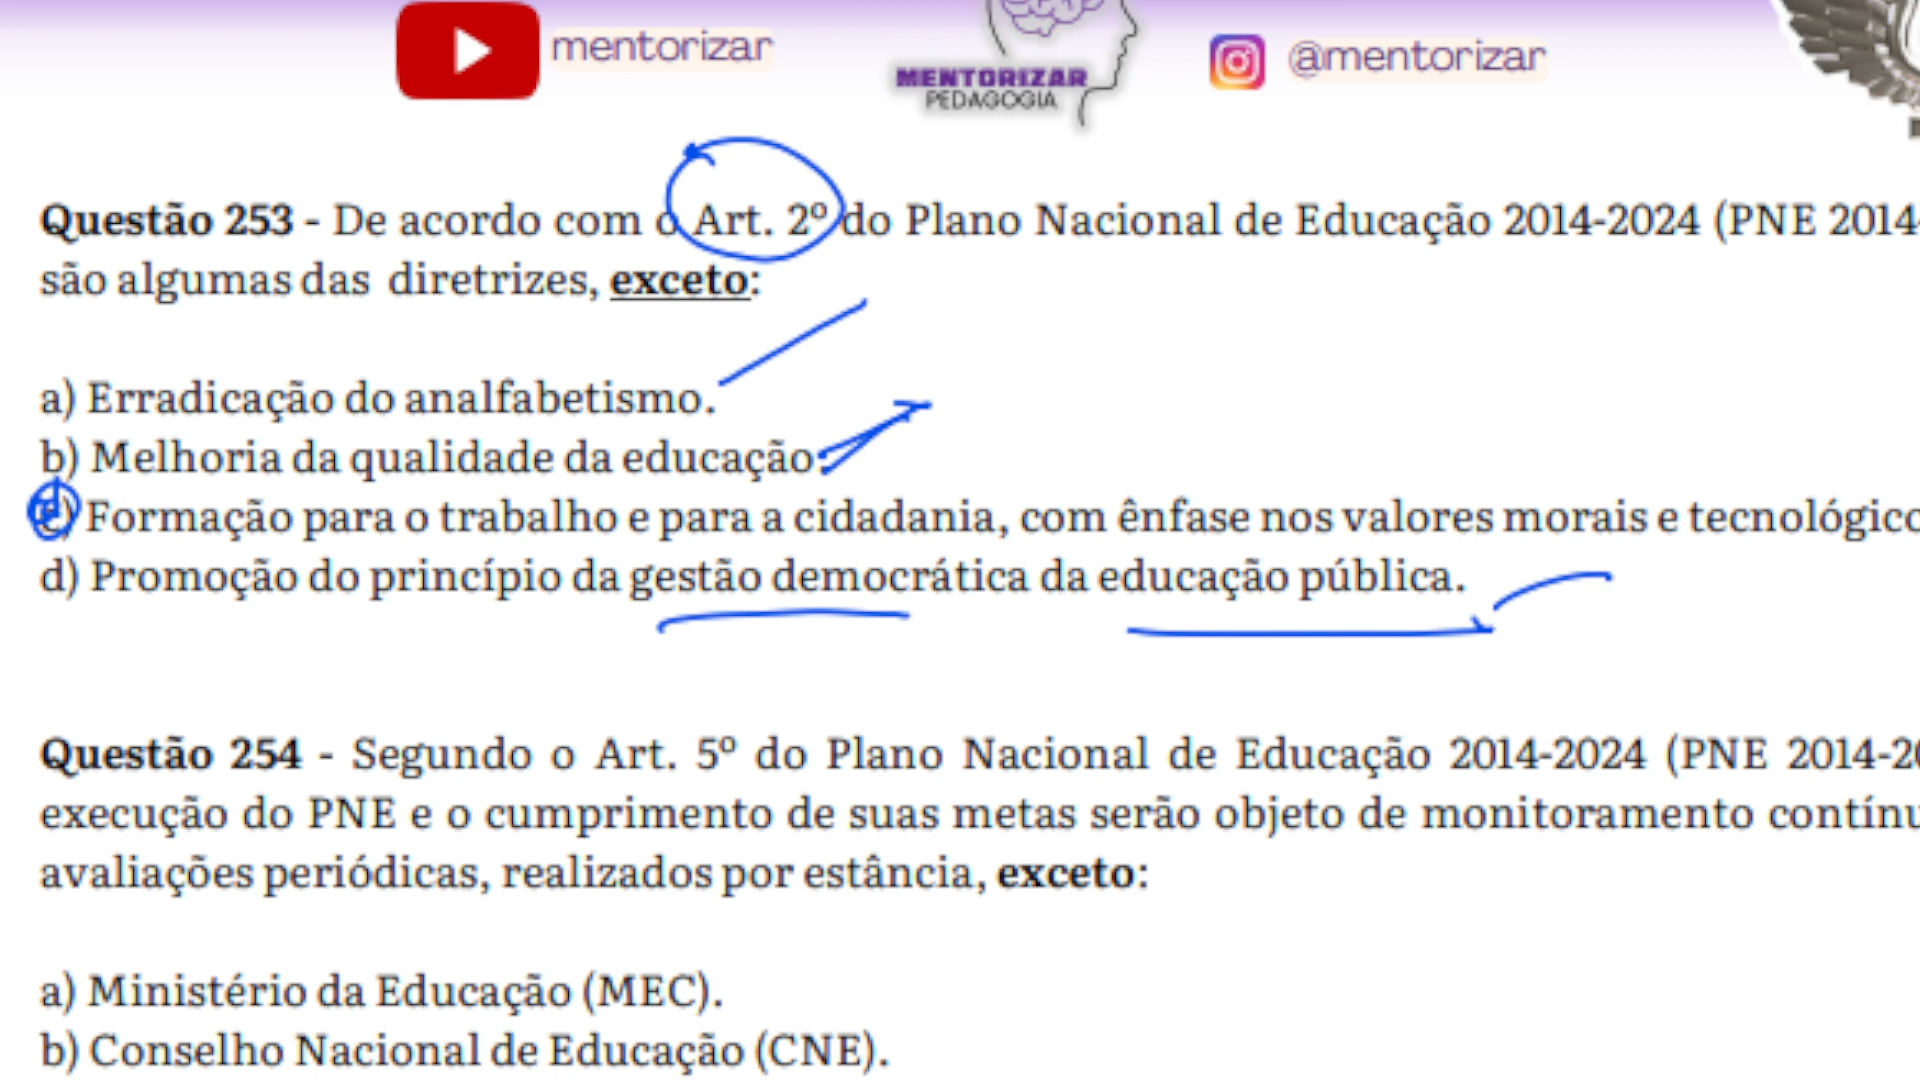 mentorizar
MENTORIZAR
PEDAGOGIA
@mentorizar
Questão 253 - De acordo com o Art. 2º do Plano Nacional de Educação 2014-2024 (PNE 2014-
são algumas das diretrizes, exceto:
a) Erradicação do analfabetismo.
b) Melhoria da qualidade da educação.
c) Formação para o trabalho e para a cidadania, com ênfase nos valores morais e
d) Promoção do princípio da gestão democrática da educação pública.
Questão 254 - Segundo o Art. 5º do Plano Nacional de Educação 2014-2024 (PNE
execução do PNE e o cumprimento de suas metas serão objeto de monitoramento
avaliações periódicas, realizados por estância, exceto:
a) Ministério da Educação (MEC).
b) Conselho Nacional de Educação (CNE).